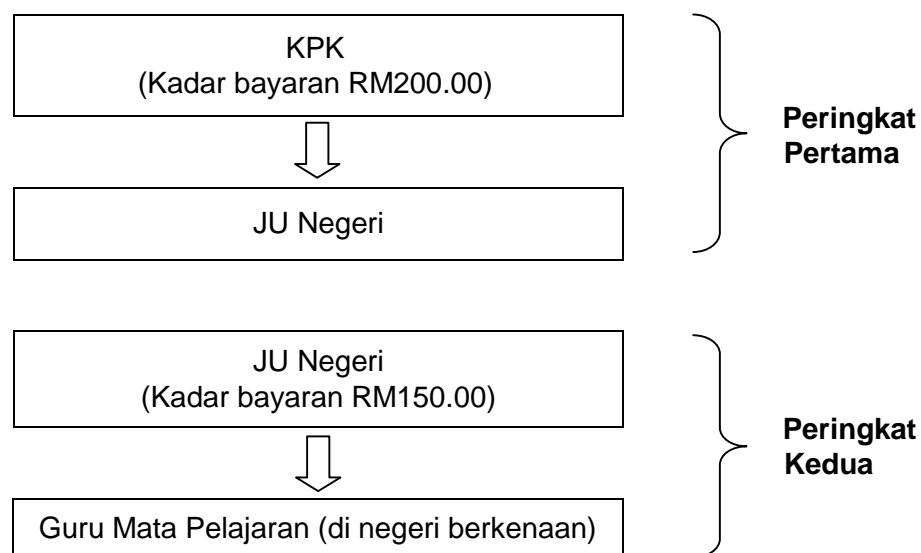 KPK
(Kadar bayaran RM200.00)
Peringkat
Pertama
JU Negeri
JU Negeri
(Kadar bayaran RM150.00)
Peringkat
Kedua
Guru Mata Pelajaran (di negeri berkenaan)